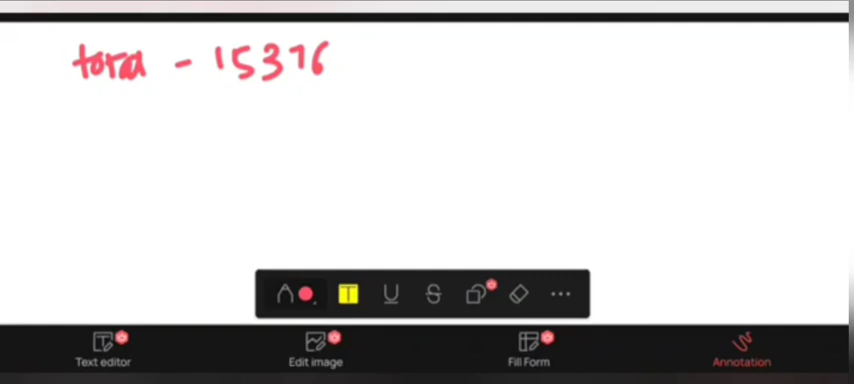 total - 15376
T U S ...
Text editor Edit image Fill Form Annotation